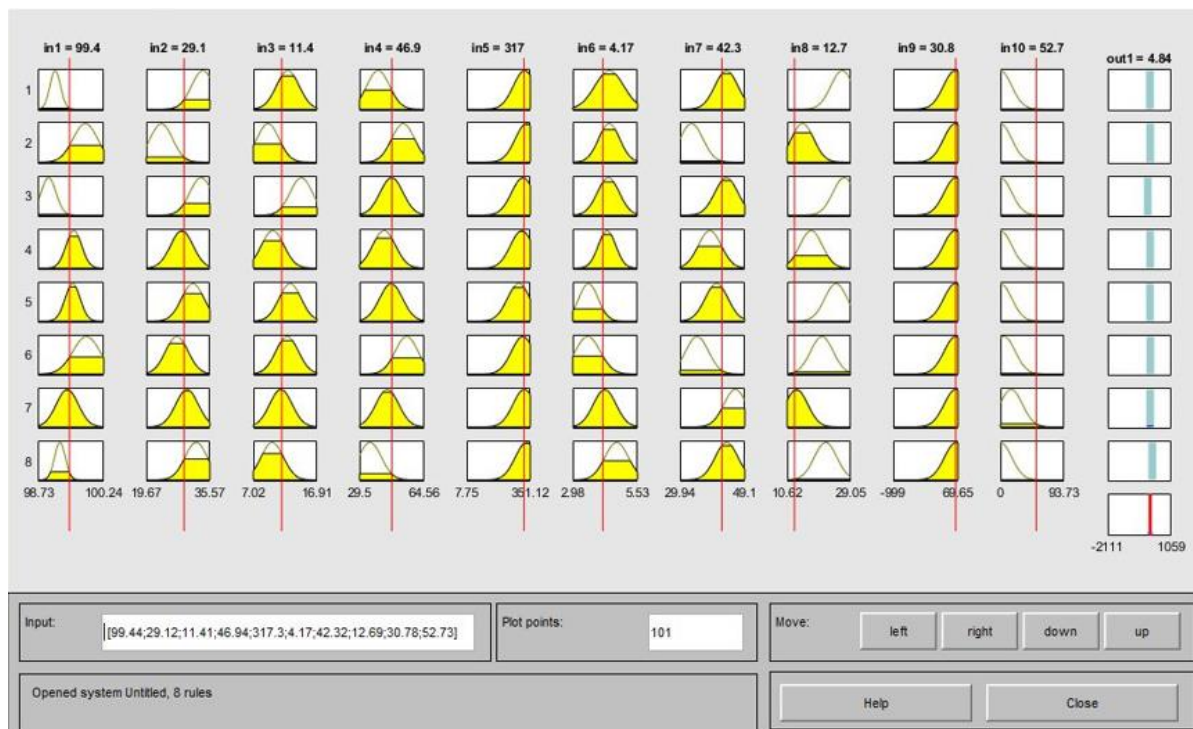 in1 = 99.4 in2 = 29.1 in3 = 11.4 in4 = 46.9 in5 = 317 in6 = 4.17 in7 = 42.3 in8 = 12.7 in9 = 30.8 in10 = 52.7
out1 = 4.84
1
2
3
4
5
6
7
8
98.73 100.24 19.67 35.57 7.02 16.91 29.5 64.56 7.75 351.12 2.98 5.53 29.94 49.1 10.62 29.05 -999 69.65 0 93.73
-2111 1059
Input: [99.44;29.12;11.41;46.94;317.3;4.17;42.32;12.69;30.78;52.73] Plot points: 101 Move: left right down up
Opened system Untitled, 8 rules
Help Close